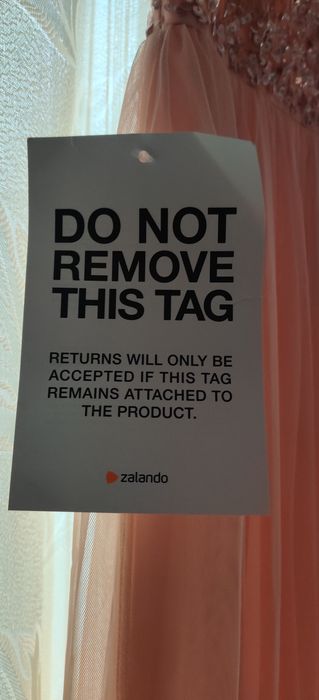 DO NOT
REMOVE
THIS TAG
RETURNS WILL ONLY BE
ACCEPTED IF THIS TAG
REMAINS ATTACHED TO
THE PRODUCT.
zalando